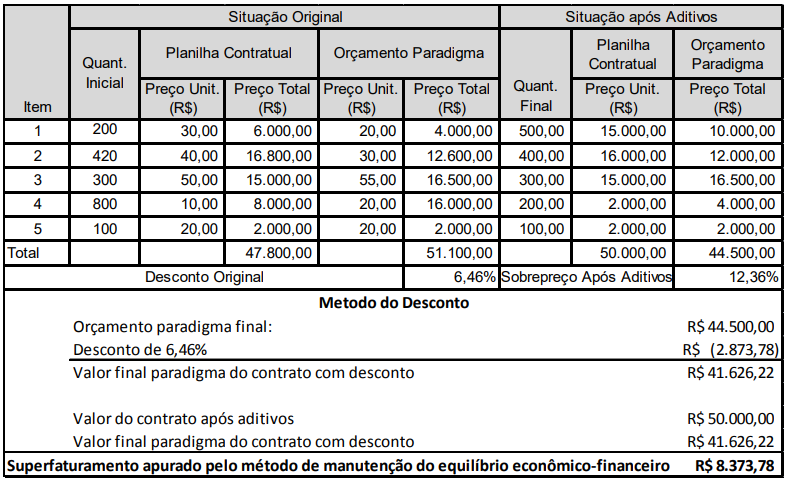 Situação Original Situação após Aditivos
Item Quant. Inicial Planilha Contratual Orçamento Paradigma Quant. Final Planilha Contratual Orçamento Paradigma
Preço Unit. (R$) Preço Total (R$) Preço Unit. (R$) Preço Total (R$) Preço Unit. (R$) Preço Total (R$)
1 200 30,00 6.000,00 20,00 4.000,00 500,00 15.000,00 10.000,00
2 420 40,00 16.800,00 30,00 12.600,00 400,00 16.000,00 12.000,00
3 300 50,00 15.000,00 55,00 16.500,00 300,00 15.000,00 16.500,00
4 800 10,00 8.000,00 20,00 16.000,00 200,00 2.000,00 4.000,00
5 100 20,00 2.000,00 20,00 2.000,00 100,00 2.000,00 2.000,00
Total 47.800,00 51.100,00 50.000,00 44.500,00
Desconto Original 6,46% Sobrepreço Após Aditivos 12,36%
Metodo do Desconto
Orçamento paradigma final: R$ 44.500,00
Desconto de 6,46% R$ (2.873,78)
Valor final paradigma do contrato com desconto R$ 41.626,22
Valor do contrato após aditivos R$ 50.000,00
Valor final paradigma do contrato com desconto R$ 41.626,22
Superfaturamento apurado pelo método de manutenção do equilíbrio econômico-financeiro R$ 8.373,78